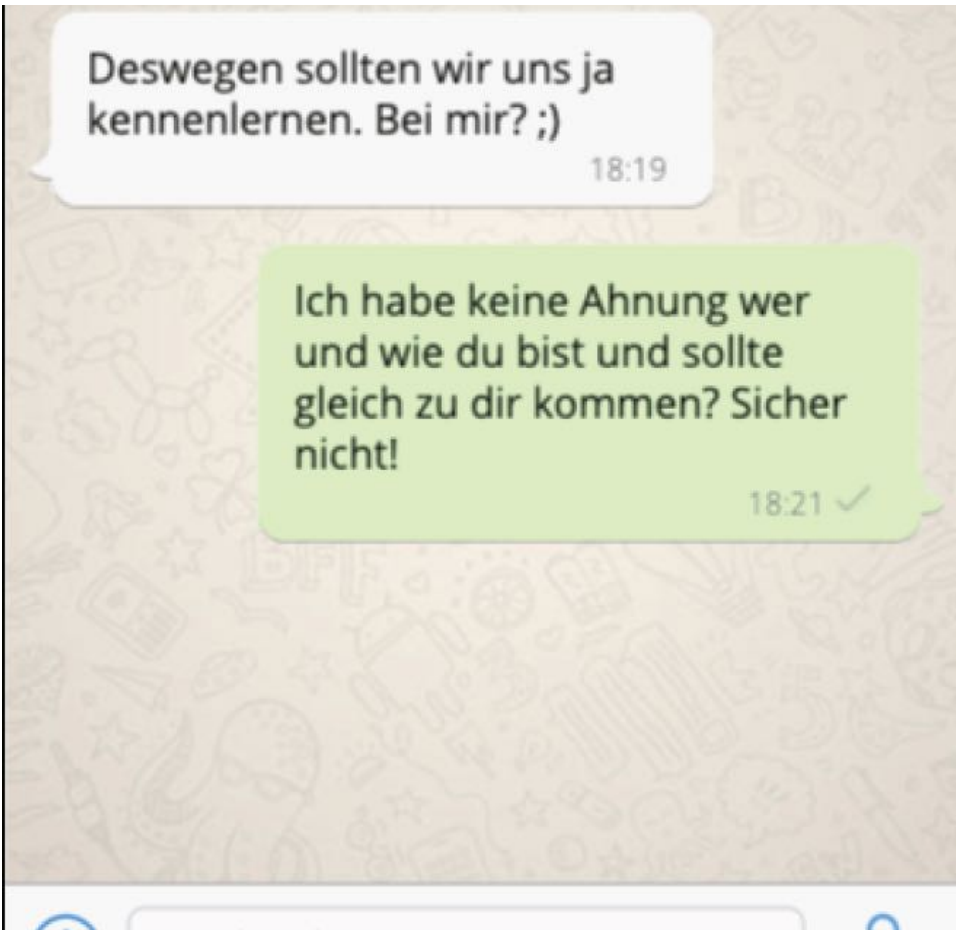 Deswegen sollten wir uns ja
kennenlernen. Bei mir? ;)
18:19
Ich habe keine Ahnung wer
und wie du bist und sollte
gleich zu dir kommen? Sicher
nicht!
18:21